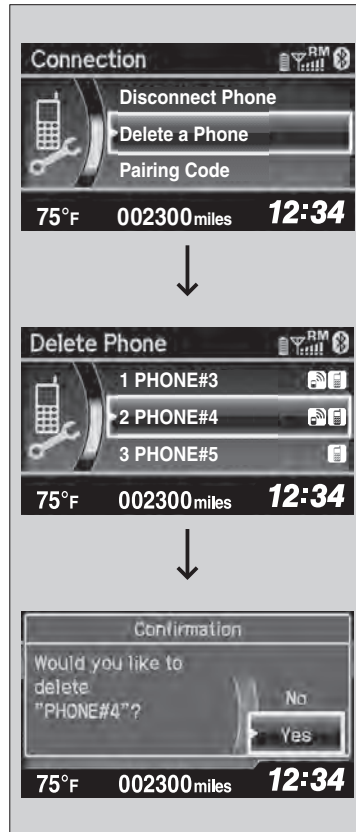 Connection RM
Disconnect Phone
Delete a Phone
Pairing Code
75°F 002300 miles 12:34
Delete Phone RM
1 PHONE#3
2 PHONE#4
3 PHONE#5
75°F 002300 miles 12:34
Confirmation
Would you like to
delete
"PHONE#4"?
No
Yes
75°F 002300 miles 12:34